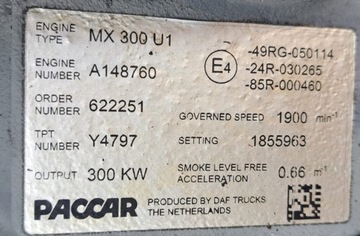 ENGINE TYPE MX 300 U1
ENGINE NUMBER A148760
ORDER NUMBER 622251
TPT NUMBER Y4797
OUTPUT 300 KW
E4
-49RG-050114
-24R-030265
-85R-000460
GOVERNED SPEED 1900 min⁻¹
SETTING 1855963
SMOKE LEVEL FREE ACCELERATION 0.66 m⁻¹
PACCAR
PRODUCED BY DAF TRUCKS
THE NETHERLANDS